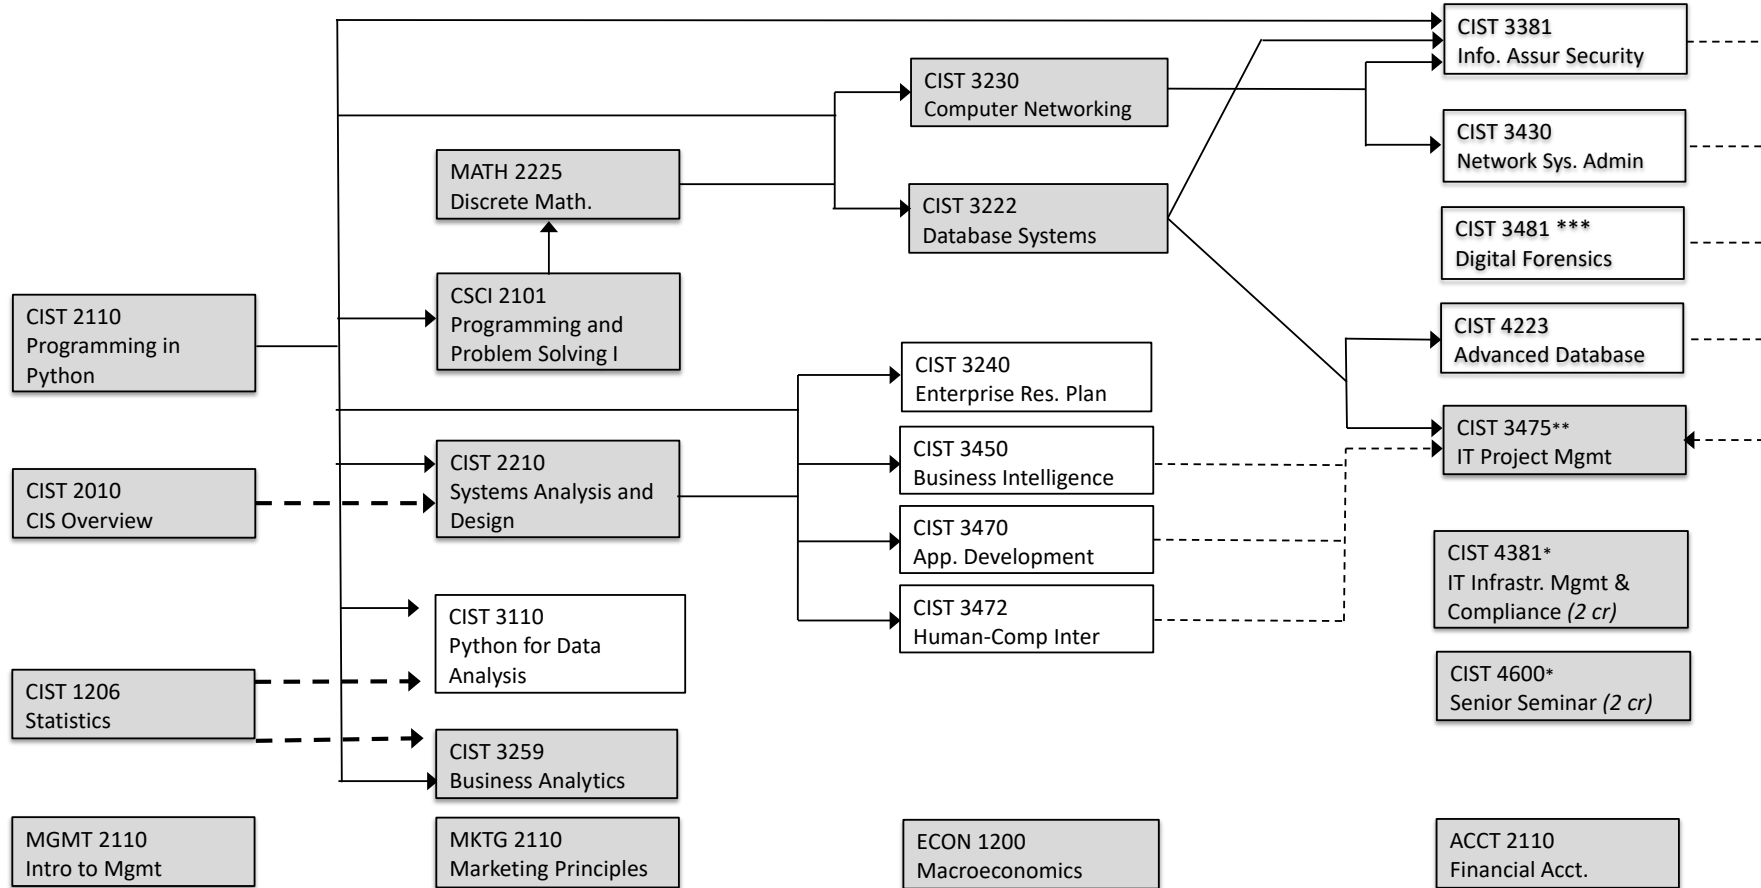 CIST 3381
Info. Assur Security
CIST 3230
Computer Networking
CIST 3430
Network Sys. Admin
MATH 2225
Discrete Math.
CIST 3222
Database Systems
CIST 3481 ***
Digital Forensics
CSCI 2101
Programming and
Problem Solving I
CIST 2110
Programming in
Python
CIST 4223
Advanced Database
CIST 3240
Enterprise Res. Plan
CIST 3475**
IT Project Mgmt
CIST 2210
Systems Analysis and
Design
CIST 3450
Business Intelligence
CIST 2010
CIS Overview
CIST 3470
App. Development
CIST 4381*
IT Infrastr. Mgmt &
Compliance (2 cr)
CIST 3110
Python for Data
Analysis
CIST 3472
Human-Comp Inter
CIST 1206
Statistics
CIST 4600*
Senior Seminar (2 cr)
CIST 3259
Business Analytics
MGMT 2110
Intro to Mgmt
MKTG 2110
Marketing Principles
ECON 1200
Macroeconomics
ACCT 2110
Financial Acct.